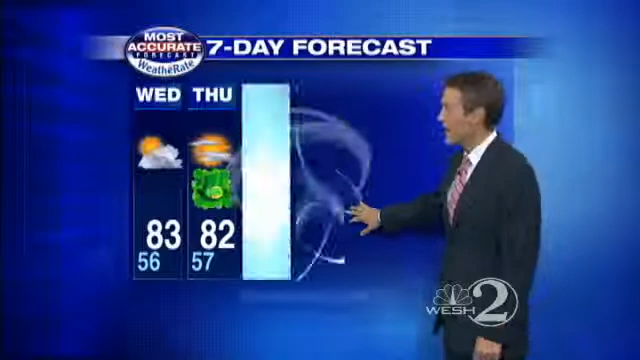 MOST
ACCURATE
FORECAST
WeatheRate
7-DAY FORECAST
WED THU
83 82
56 57
WESH 2